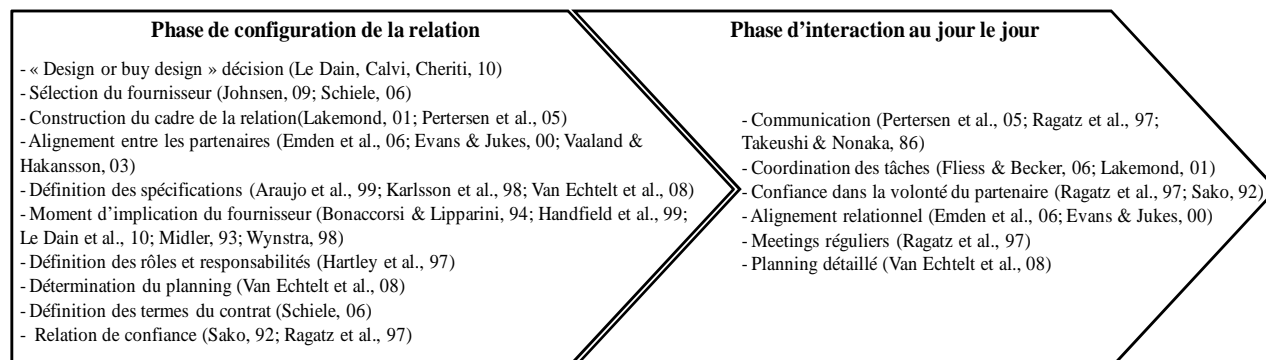 Phase de configuration de la relation
- « Design or buy design » décision (Le Dain, Calvi, Cheriti, 10)
- Sélection du fournisseur (Johnsen, 09; Schiele, 06)
- Construction du cadre de la relation(Lakemond, 01; Pertersen et al., 05)
- Alignement entre les partenaires (Emden et al., 06; Evans & Jukes, 00; Vaaland &
Hakansson, 03)
- Définition des spécifications (Araujo et al., 99; Karlsson et al., 98; Van Echtelt et al., 08)
- Moment d'implication du fournisseur (Bonaccorsi & Lipparini, 94; Handfield et al., 99;
Le Dain et al., 10; Midler, 93; Wynstra, 98)
- Définition des rôles et responsabilités (Hartley et al., 97)
- Détermination du planning (Van Echtelt et al., 08)
- Définition des termes du contrat (Schiele, 06)
- Relation de confiance (Sako, 92; Ragatz et al., 97)
Phase d'interaction au jour le jour
- Communication (Pertersen et al., 05; Ragatz et al., 97;
Takeushi & Nonaka, 86)
- Coordination des tâches (Fliess & Becker, 06; Lakemond, 01)
- Confiance dans la volonté du partenaire (Ragatz et al., 97; Sako, 92)
- Alignement relationnel (Emden et al., 06; Evans & Jukes, 00)
- Meetings réguliers (Ragatz et al., 97)
- Planning détaillé (Van Echtelt et al., 08)